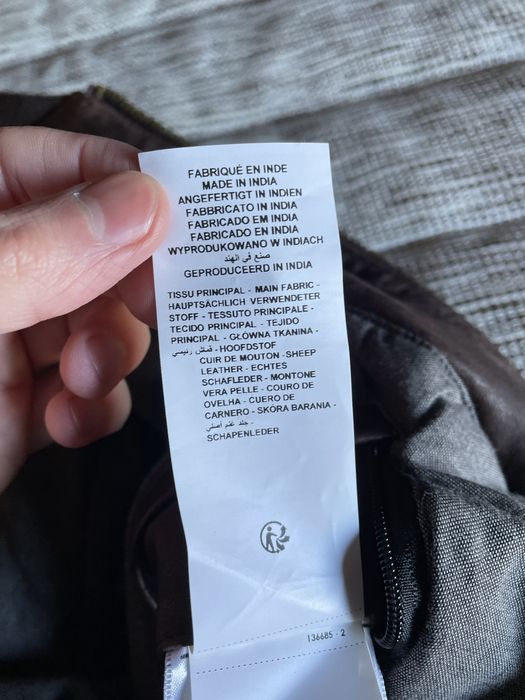 FABRIQUÉ EN INDE
MADE IN INDIA
ANGEFERTIGT IN INDIEN
FABBRICATO IN INDIA
FABRICADO EM INDIA
FABRICADO EN INDIA
WYPRODUKOWANO W INDIACH
صنع في الهند
GEPRODUCEERD IN INDIA
TISSU PRINCIPAL - MAIN FABRIC -
HAUPTSÄCHLICH VERWENDETER
STOFF - TESSUTO PRINCIPALE -
TECIDO PRINCIPAL - TEJIDO
PRINCIPAL - GŁÓWNA TKANINA -
قماش رئيسي - HOOFDSTOF
CUIR DE MOUTON - SHEEP
LEATHER - ECHTES
SCHAFLEDER - MONTONE
VERA PELLE - COURO DE
OVELHA - CUERO DE
CARNERO - SKÓRA BARANIA -
جلد غنم أصلي -
SCHAPENLEDER
136685 - 2